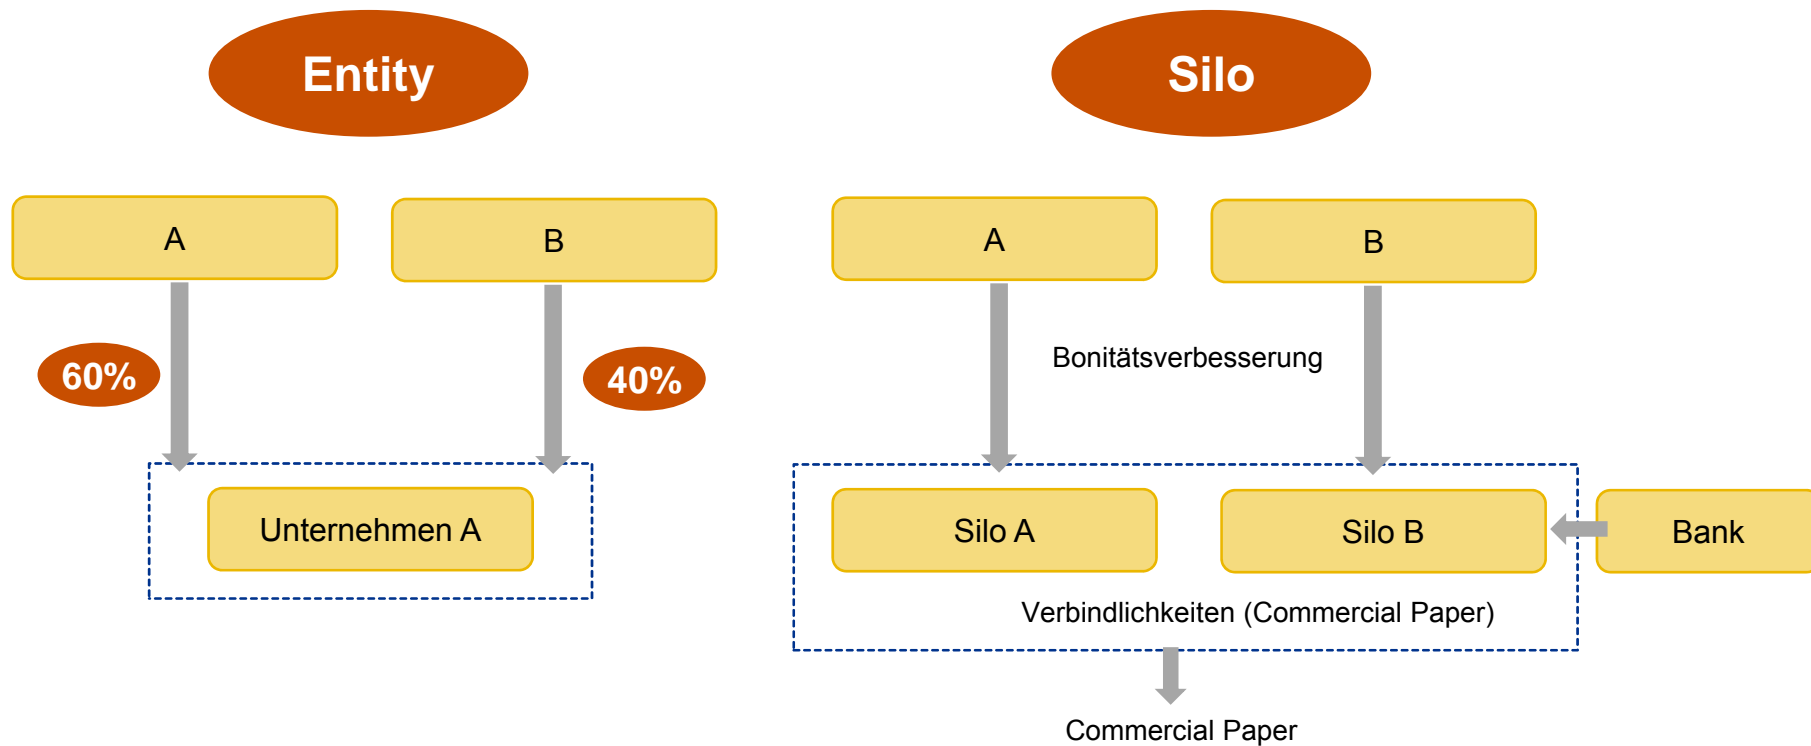 Entity
Silo
A
B
A
B
60%
40%
Bonitätsverbesserung
Unternehmen A
Silo A
Silo B
Bank
Verbindlichkeiten (Commercial Paper)
Commercial Paper